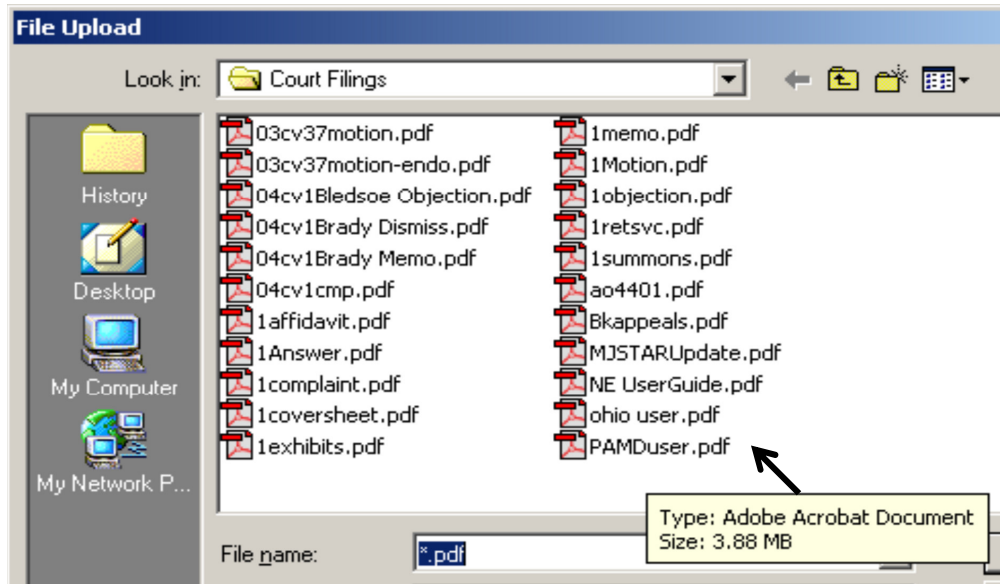 File Upload
Look in:
Court Filings
History
Desktop
My Computer
My Network P...
03cv37motion.pdf
03cv37motion-endo.pdf
04cv1Bledsoe Objection.pdf
04cv1Brady Dismiss.pdf
04cv1Brady Memo.pdf
04cv1cmp.pdf
1affidavit.pdf
1Answer.pdf
1complaint.pdf
1coversheet.pdf
1exhibits.pdf
1memo.pdf
1Motion.pdf
1objection.pdf
1retsvc.pdf
1summons.pdf
ao4401.pdf
Bkappeals.pdf
MJSTARUpdate.pdf
NE UserGuide.pdf
ohio user.pdf
PAMDuser.pdf
Type: Adobe Acrobat Document
Size: 3.88 MB
File name:
*.pdf